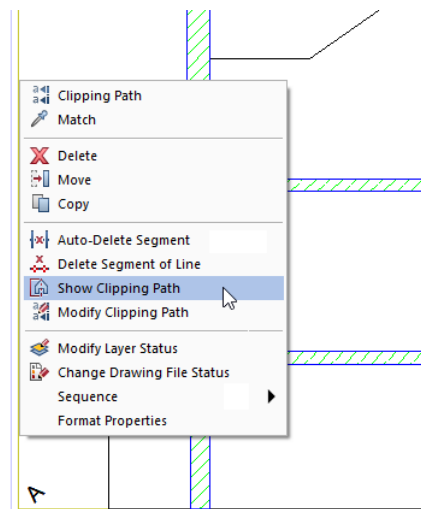 Clipping Path
Match
Delete
Move
Copy
Auto-Delete Segment
Delete Segment of Line
Show Clipping Path
Modify Clipping Path
Modify Layer Status
Change Drawing File Status
Sequence
Format Properties
A